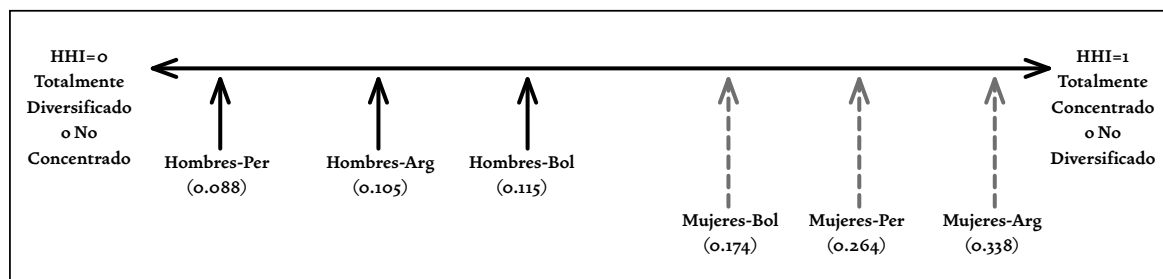 HHI=0
Totalmente
Diversificado
o No
Concentrado
HHI=1
Totalmente
Concentrado
o No
Diversificado
Hombres-Per
(0.088)
Hombres-Arg
(0.105)
Hombres-Bol
(0.115)
Mujeres-Bol
(0.174)
Mujeres-Per
(0.264)
Mujeres-Arg
(0.338)